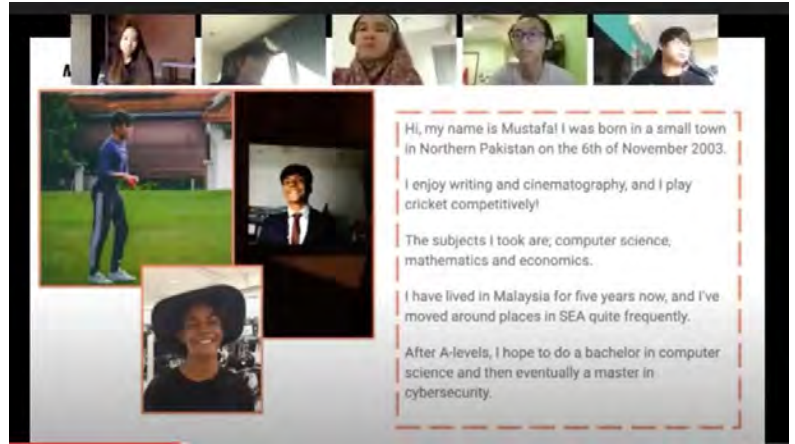 Hi, my name is Mustafa! I was born in a small town
in Northern Pakistan on the 6th of November 2003.
I enjoy writing and cinematography, and I play
cricket competitively!
The subjects I took are; computer science,
mathematics and economics.
I have lived in Malaysia for five years now, and I've
moved around places in SEA quite frequently.
After A-levels, I hope to do a bachelor in computer
science and then eventually a master in
cybersecurity.